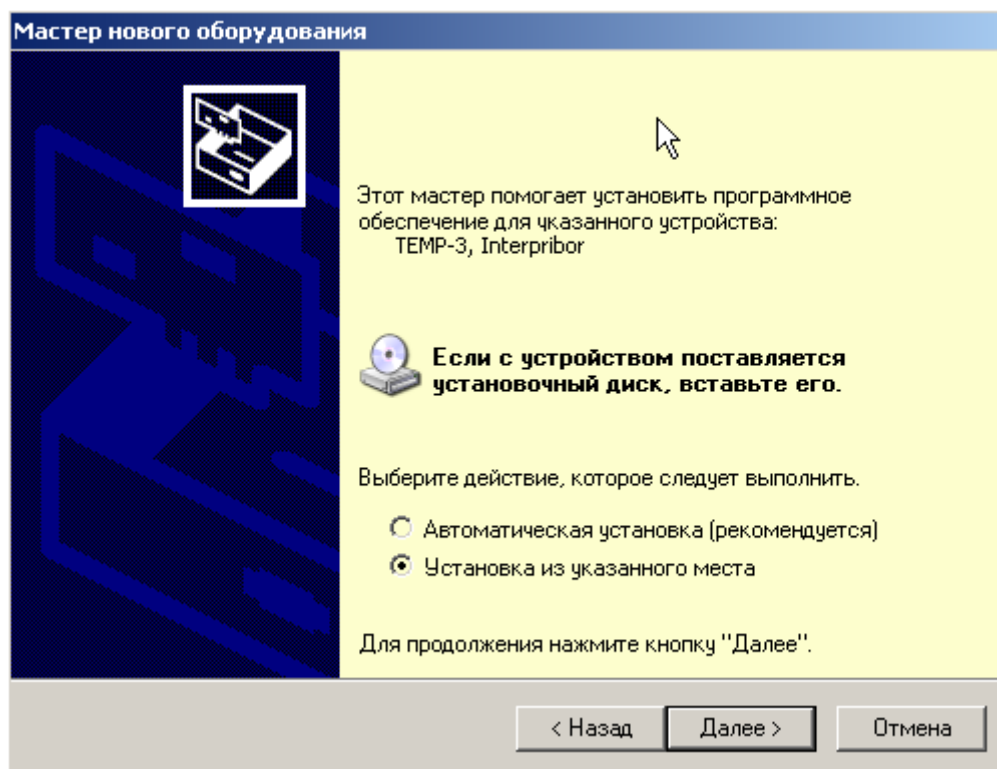 Мастер нового оборудования
Этот мастер помогает установить программное
обеспечение для указанного устройства:
TEMP-3, Interpribor
Если с устройством поставляется
установочный диск, вставьте его.
Выберите действие, которое следует выполнить.
Автоматическая установка (рекомендуется)
Установка из указанного места
Для продолжения нажмите кнопку "Далее".
< Назад Далее > Отмена